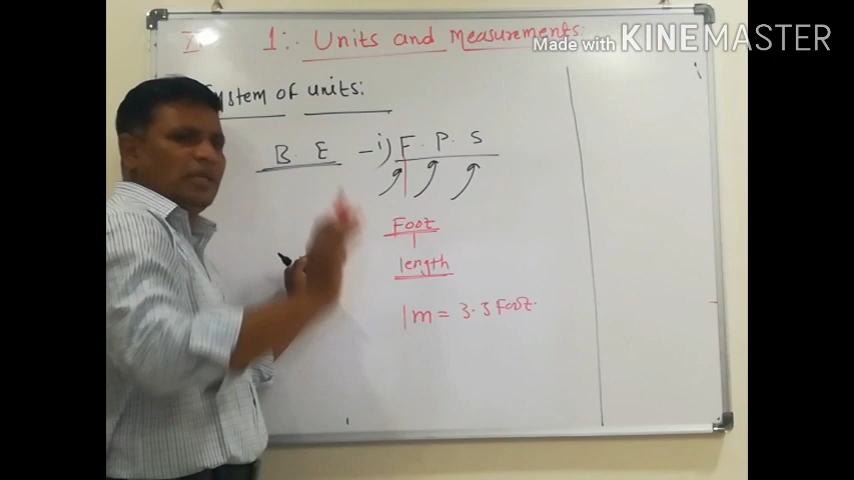 1:. Units and measurements:
Made with KINEMASTER
System of units:
B. E - i) F. P. S
Foot
length
1m = 3.3 Foot.